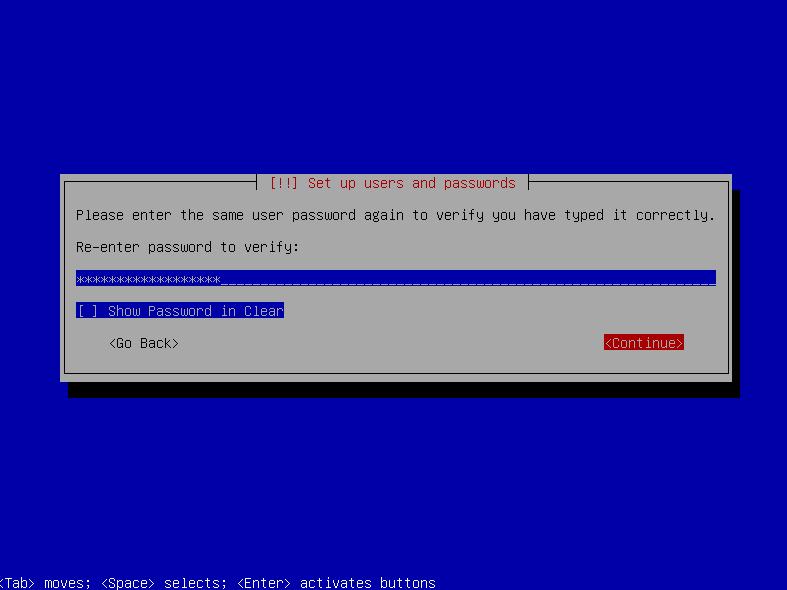 [!!] Set up users and passwords
Please enter the same user password again to verify you have typed it correctly.
Re-enter password to verify:
******************______________________________________________________________
[ ] Show Password in Clear
<Go Back> <Continue>
<Tab> moves; <Space> selects; <Enter> activates buttons